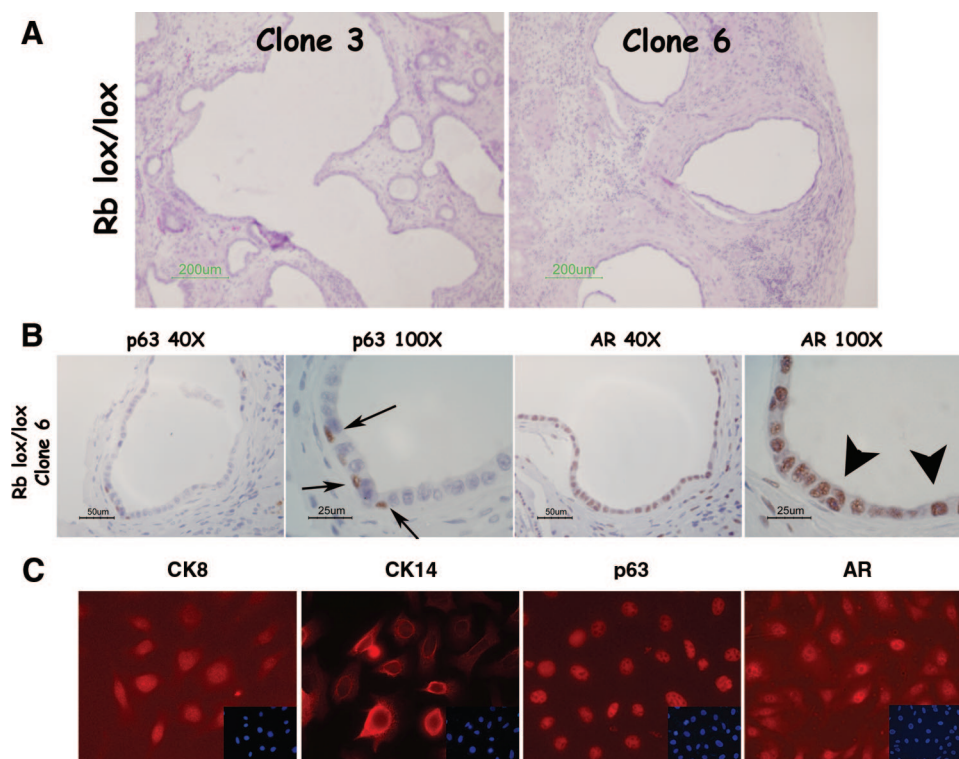 A
Clone 3
Clone 6
Rb lox/lox
200um
200um
B
p63 40X
p63 100X
AR 40X
AR 100X
Rb lox/lox
Clone 6
50um
25um
50um
25um
C
CK8
CK14
p63
AR